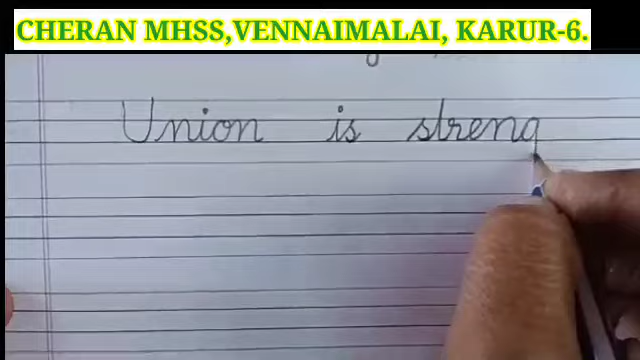 CHERAN MHSS,VENNAIMALAI, KARUR-6.
Union is streng